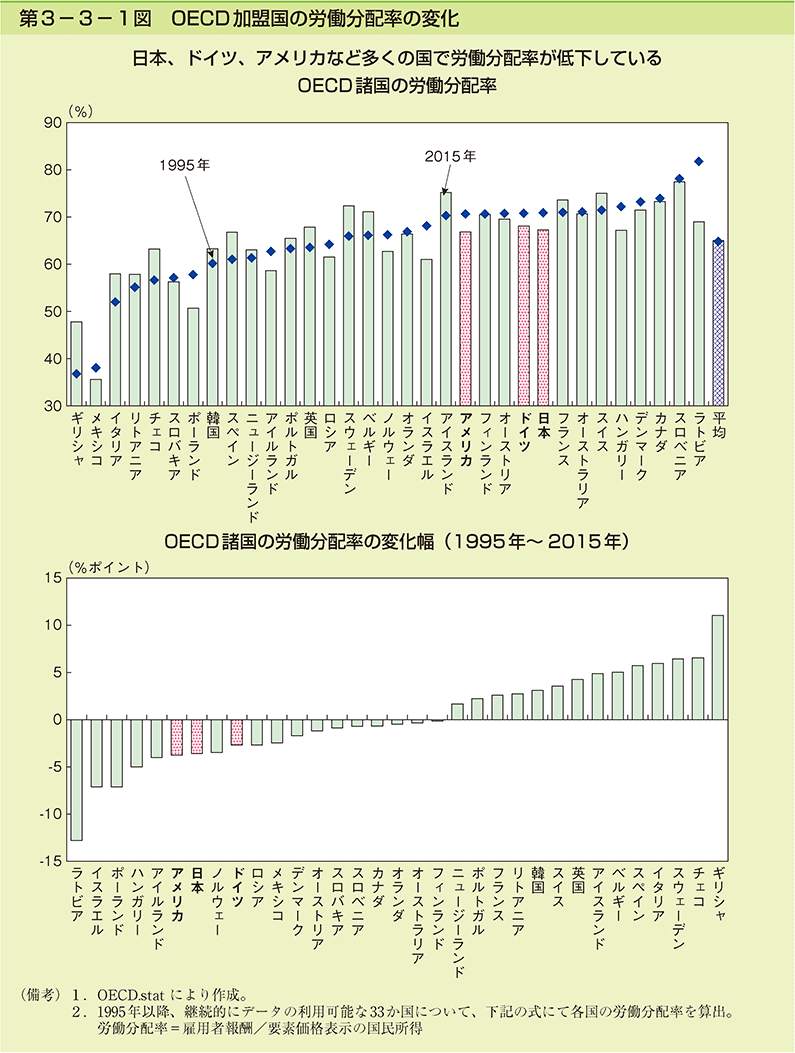 第３－３－１図　OECD加盟国の労働分配率の変化
日本、ドイツ、アメリカなど多くの国で労働分配率が低下している
OECD諸国の労働分配率
（％）
90
80
70
60
50
40
30
1995年
2015年
ギリシャ
メキシコ
イタリア
リトアニア
チェコ
スロバキア
ポーランド
韓国
スペイン
ニュージーランド
アイルランド
ポルトガル
英国
ロシア
スウェーデン
ベルギー
ノルウェー
オランダ
イスラエル
アイスランド
アメリカ
フィンランド
オーストリア
ドイツ
日本
フランス
オーストラリア
スイス
ハンガリー
デンマーク
カナダ
スロベニア
ラトビア
平均
OECD諸国の労働分配率の変化幅（1995年～2015年）
（％ポイント）
15
10
5
0
-5
-10
-15
ラトビア
イスラエル
ポーランド
ハンガリー
アイルランド
アメリカ
日本
ノルウェー
ドイツ
ロシア
メキシコ
デンマーク
オーストリア
スロバキア
スロベニア
カナダ
オランダ
オーストラリア
フィンランド
ニュージーランド
ポルトガル
フランス
リトアニア
韓国
スイス
英国
アイスランド
ベルギー
スペイン
イタリア
スウェーデン
チェコ
ギリシャ
（備考）１．OECD.stat により作成。
２．1995年以降、継続的にデータの利用可能な33か国について、下記の式にて各国の労働分配率を算出。
労働分配率＝雇用者報酬／要素価格表示の国民所得